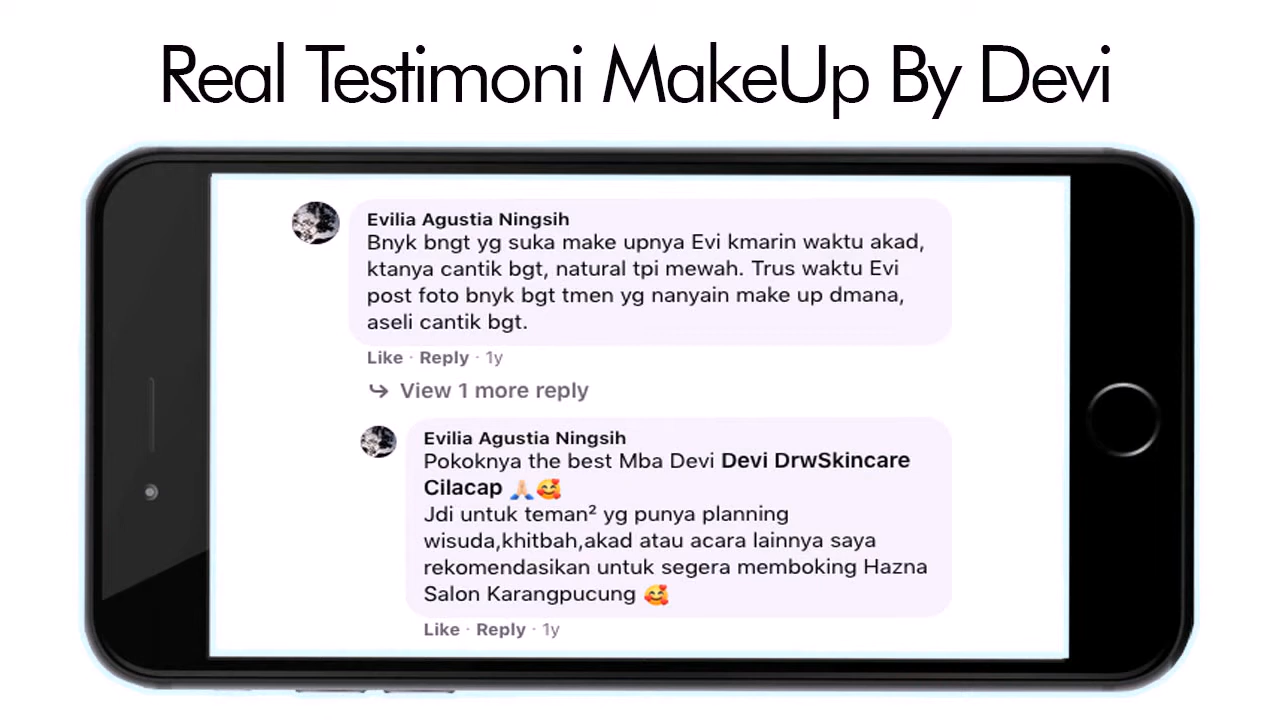 Real Testimoni MakeUp By Devi
Evilia Agustia Ningsih
Bnyk bngt yg suka make upnya Evi kmarin waktu akad,
ktanya cantik bgt, natural tpi mewah. Trus waktu Evi
post foto bnyk bgt tmen yg nanyain make up dmana,
aseli cantik bgt.
Like · Reply · 1y
View 1 more reply
Evilia Agustia Ningsih
Pokoknya the best Mba Devi Devi DrwSkincare
Cilacap 🙏🏻🥰
Jdi untuk teman² yg punya planning
wisuda,khitbah,akad atau acara lainnya saya
rekomendasikan untuk segera memboking Hazna
Salon Karangpucung 🥰
Like · Reply · 1y